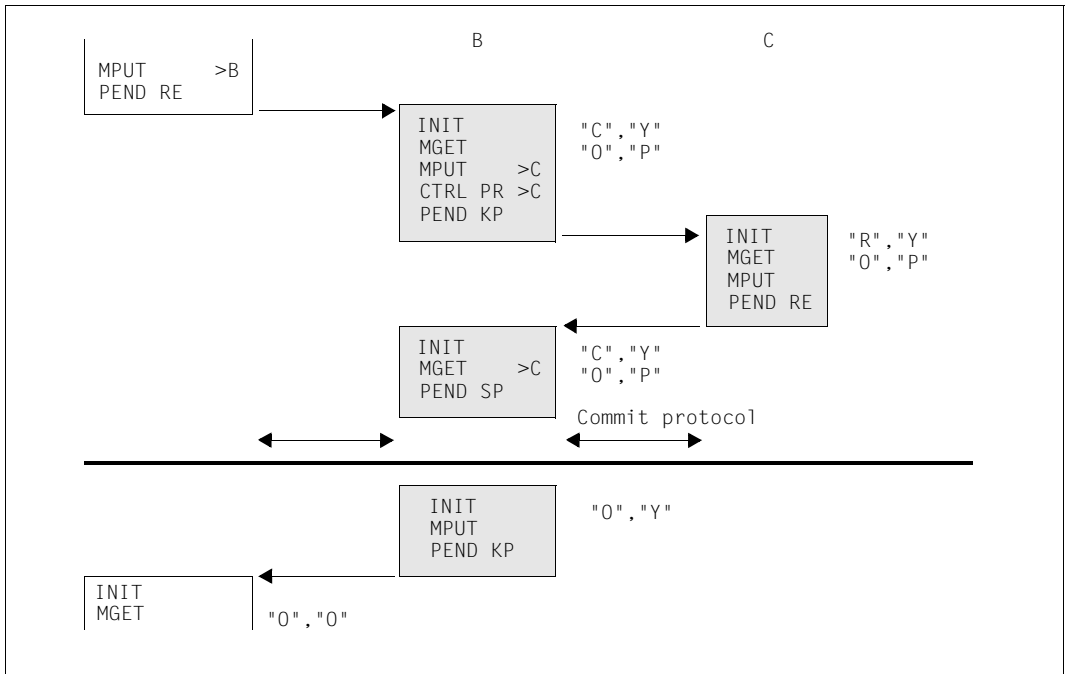 B C
MPUT >B
PEND RE
INIT
MGET
MPUT >C
CTRL PR >C
PEND KP
"C","Y"
"O","P"
INIT
MGET
MPUT
PEND RE
"R","Y"
"O","P"
INIT
MGET >C
PEND SP
"C","Y"
"O","P"
Commit protocol
INIT
MPUT
PEND KP
"O","Y"
INIT
MGET
"O","O"